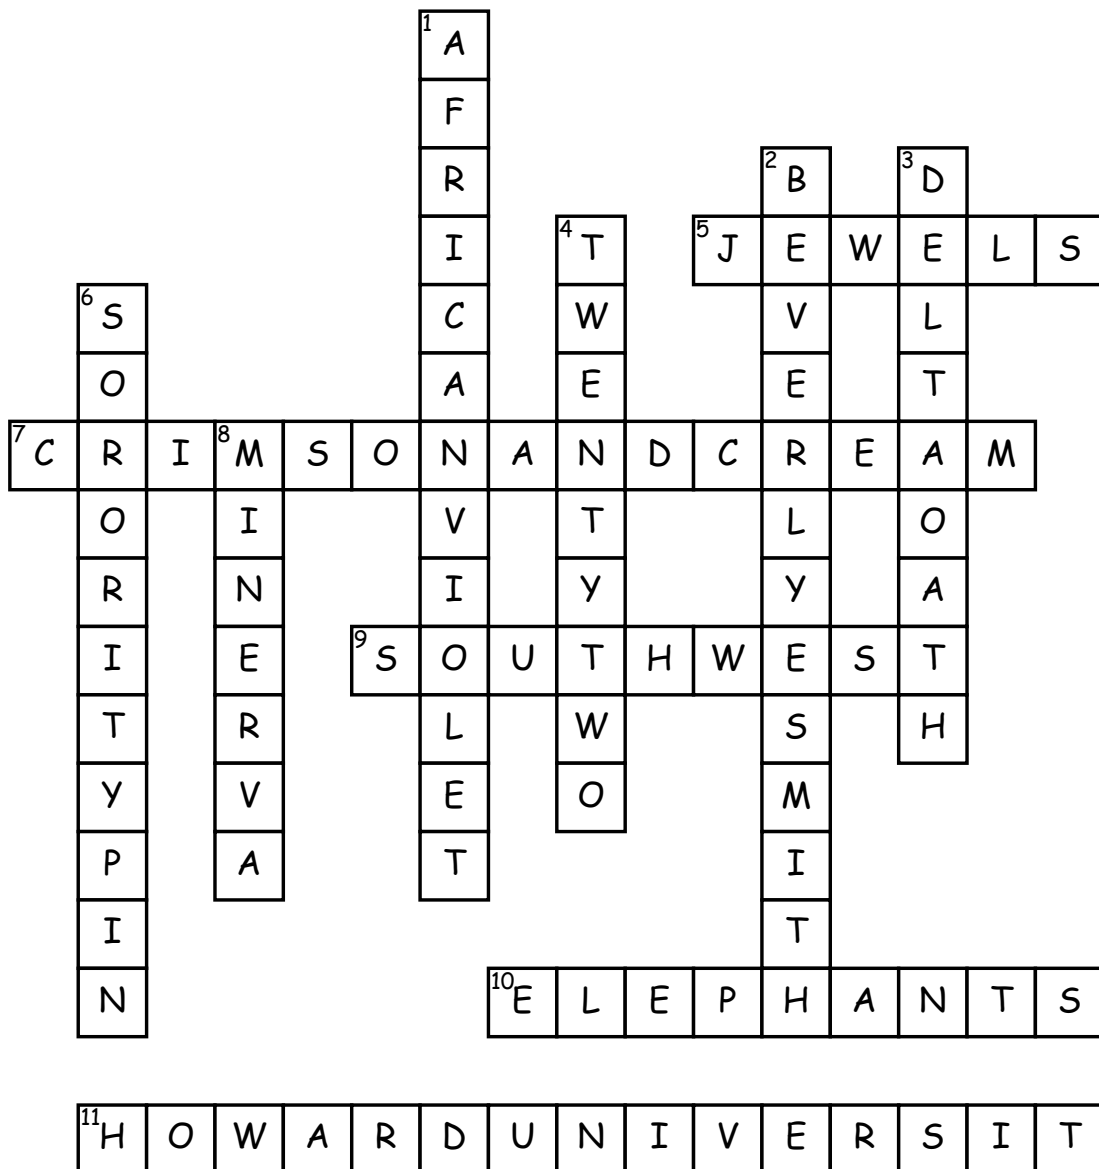 1 A
F
R 2 B 3 D
I 4 T 5 J E W E L S
6 S C W V L
O A E E T
7 C R I 8 M S O N A N D C R E A M
O I V T L O
R N I Y Y A
I E 9 S O U T H W E S T
T R L W S H
Y V E O M
P A T I
I T
N 10 E L E P H A N T S
11 H O W A R D U N I V E R S I T